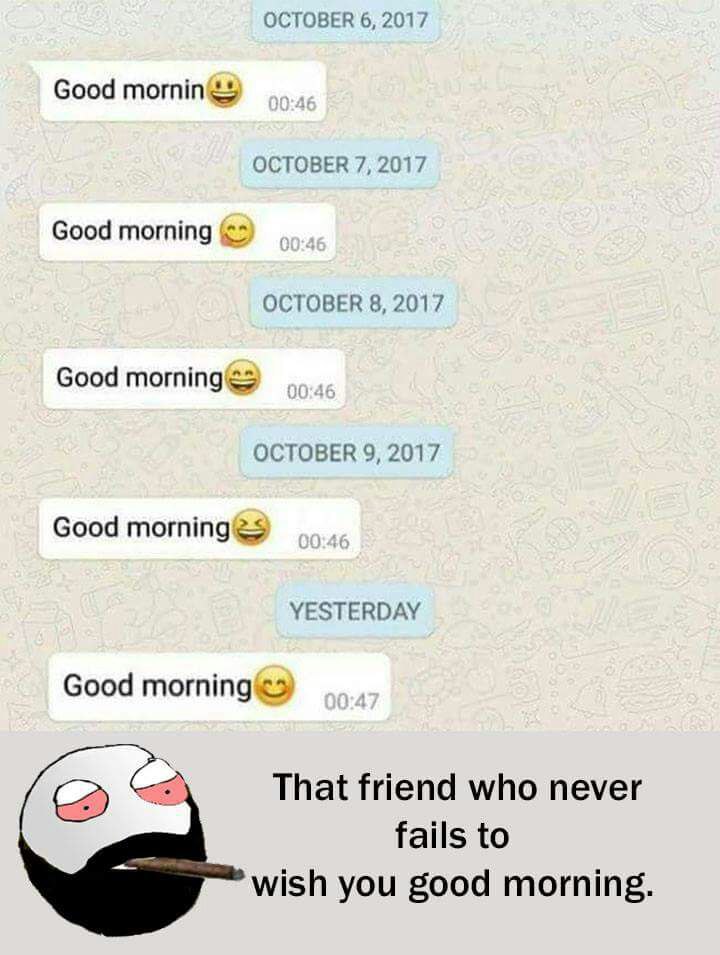 OCTOBER 6, 2017
Good mornin😃 00:46
OCTOBER 7, 2017
Good morning 😋 00:46
OCTOBER 8, 2017
Good morning😄 00:46
OCTOBER 9, 2017
Good morning😆 00:46
YESTERDAY
Good morning😊 00:47
That friend who never
fails to
wish you good morning.